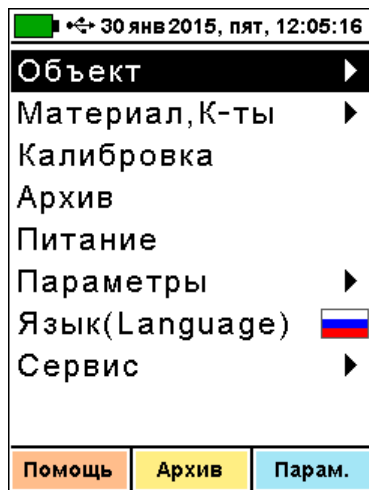 30 янв 2015, пят, 12:05:16
Объект
Материал,К-ты
Калибровка
Архив
Питание
Параметры
Язык(Language)
Сервис
Помощь Архив Парам.